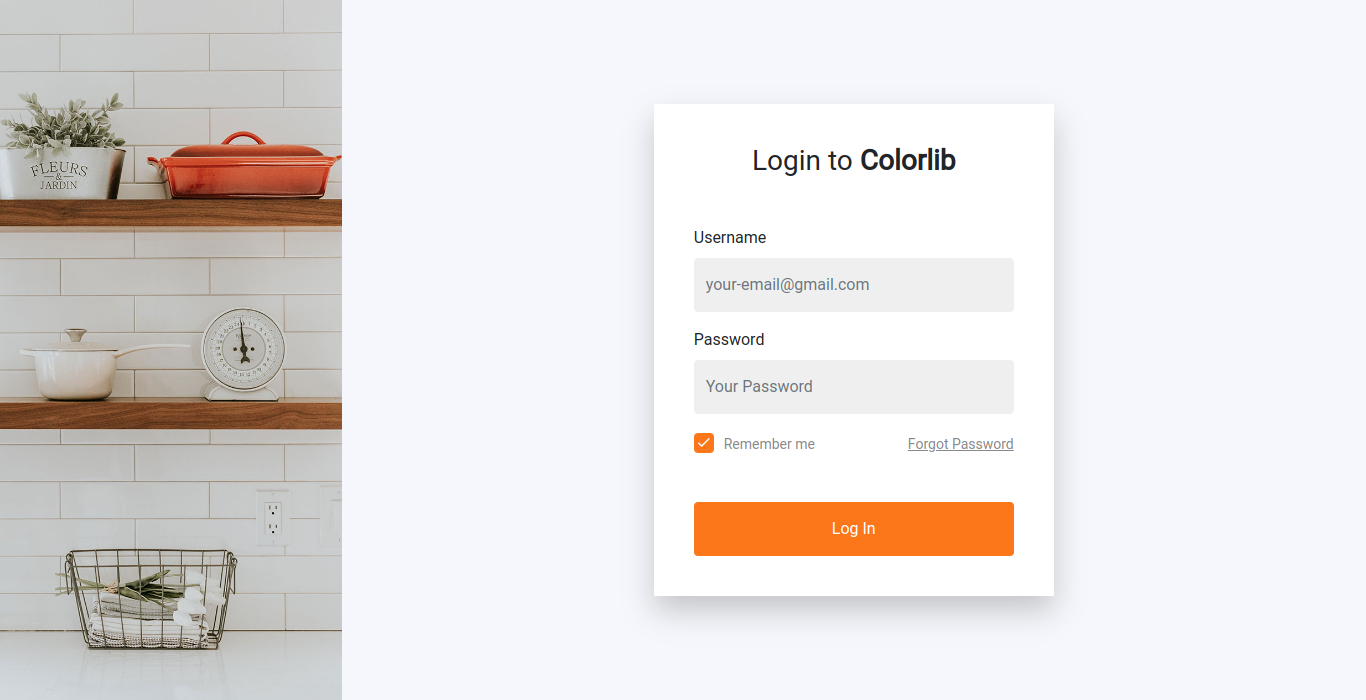 FLEURS
&
JARDIN
Login to Colorlib
Username
your-email@gmail.com
Password
Your Password
Remember me
Forgot Password
Log In